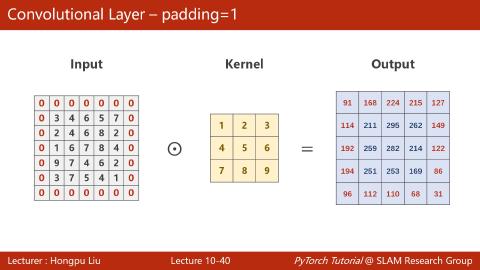 Convolutional Layer – padding=1
Input Kernel Output
0 0 0 0 0 0 0
0 3 4 6 5 7 0
0 2 4 6 8 2 0
0 1 6 7 8 4 0
0 9 7 4 6 2 0
0 3 7 5 4 1 0
0 0 0 0 0 0 0
⊙
1 2 3
4 5 6
7 8 9
=
91 168 224 215 127
114 211 295 262 149
192 259 282 214 122
194 251 253 169 86
96 112 110 68 31
Lecturer : Hongpu Liu Lecture 10-40 PyTorch Tutorial @ SLAM Research Group